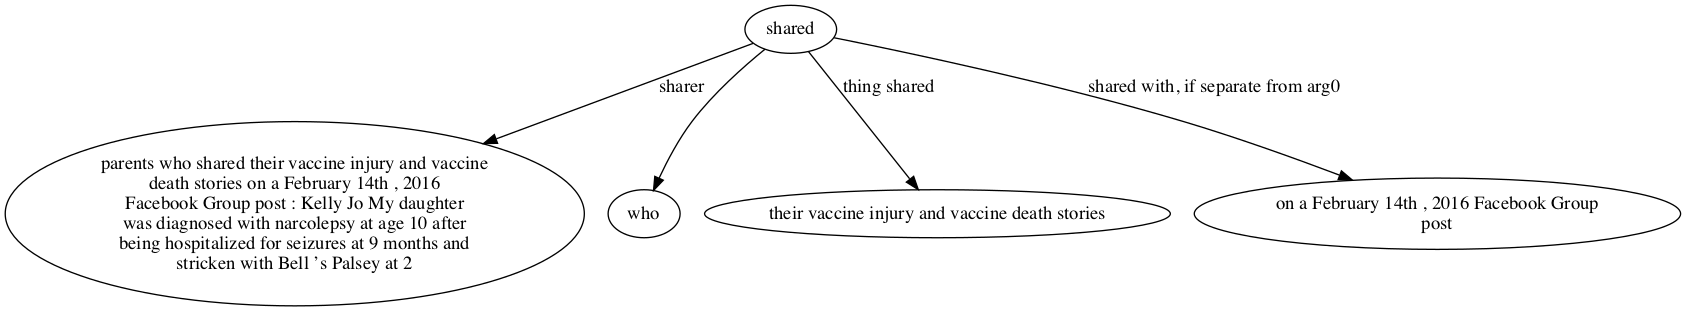 shared
sharer
thing shared
shared with, if separate from arg0
parents who shared their vaccine injury and vaccine
death stories on a February 14th , 2016
Facebook Group post : Kelly Jo My daughter
was diagnosed with narcolepsy at age 10 after
being hospitalized for seizures at 9 months and
stricken with Bell 's Palsey at 2
who
their vaccine injury and vaccine death stories
on a February 14th , 2016 Facebook Group
post